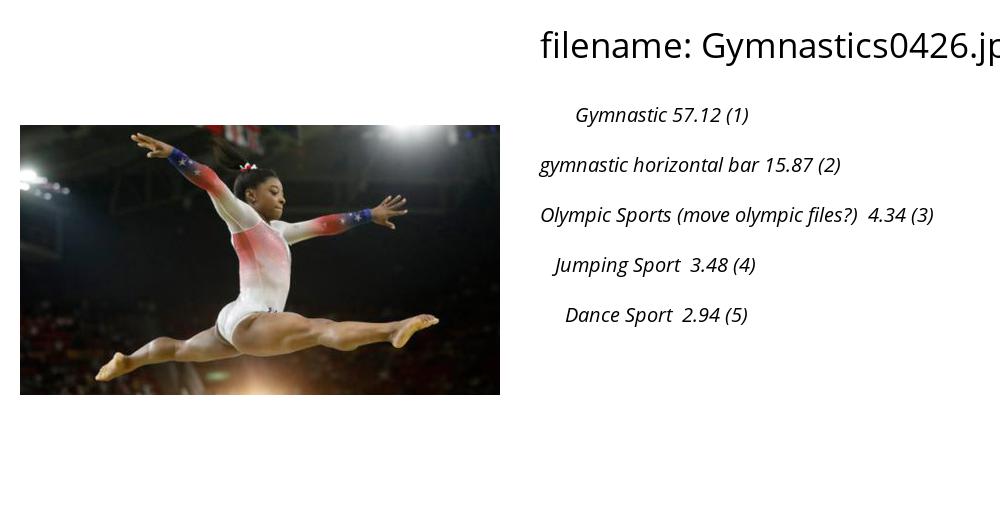 filename: Gymnastics0426.jp
Gymnastic 57.12 (1)
gymnastic horizontal bar 15.87 (2)
Olympic Sports (move olympic files?) 4.34 (3)
Jumping Sport 3.48 (4)
Dance Sport 2.94 (5)